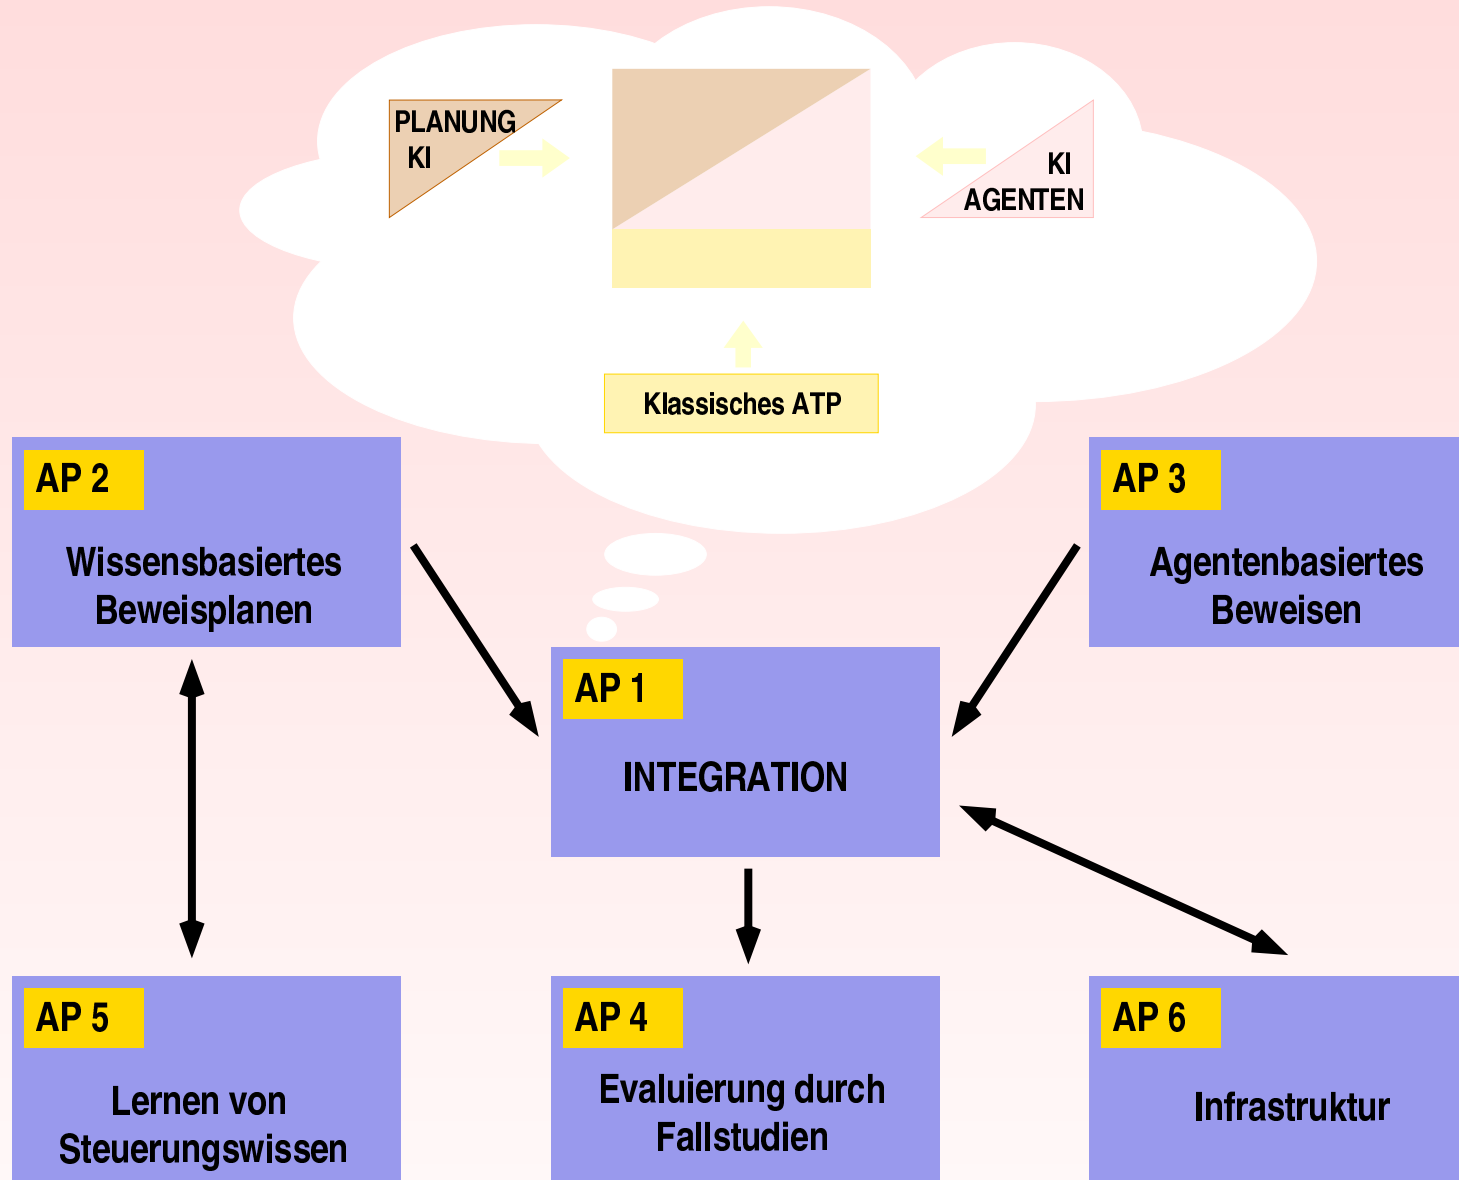 PLANUNG
KI
KI
AGENTEN
Klassisches ATP
AP 2
Wissensbasiertes
Beweisplanen
AP 3
Agentenbasiertes
Beweisen
AP 1
INTEGRATION
AP 5
Lernen von
Steuerungswissen
AP 4
Evaluierung durch
Fallstudien
AP 6
Infrastruktur